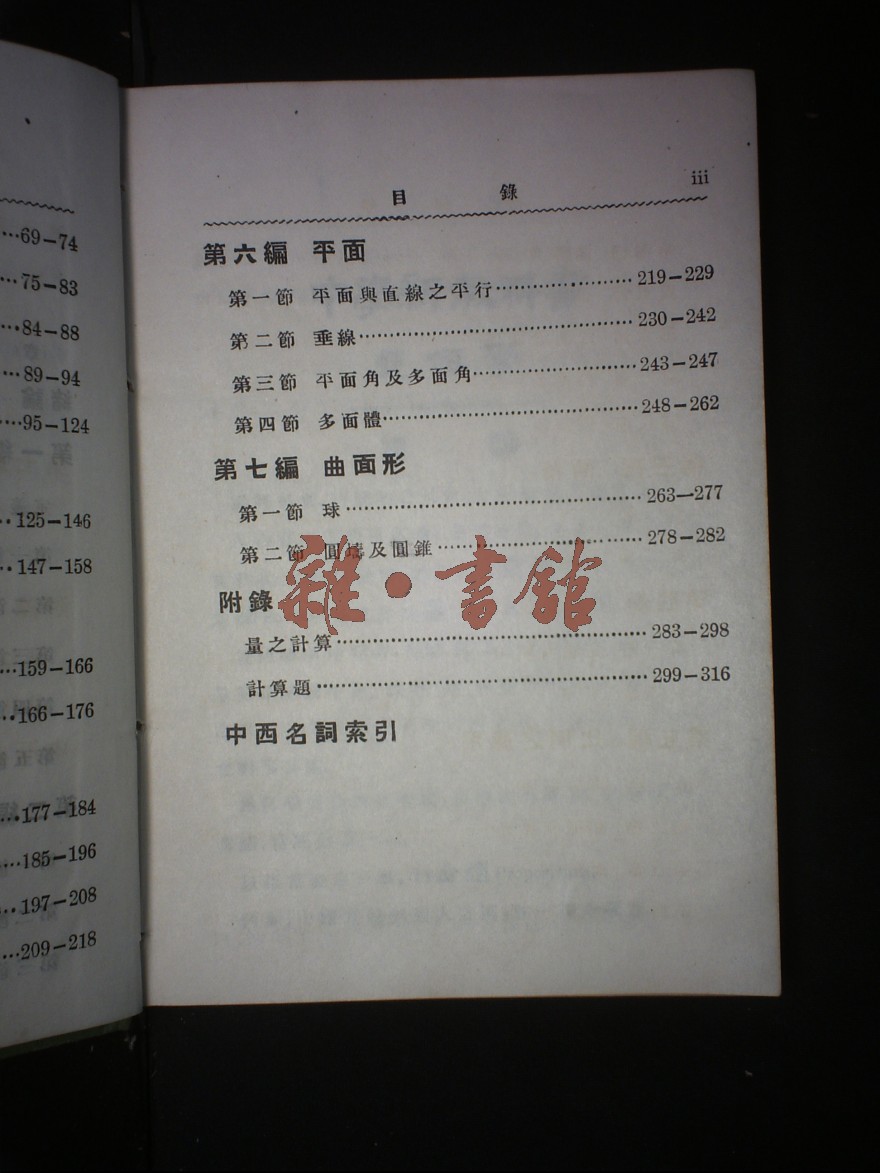 …69–74
…75–83
…84–88
…89–94
…95–124
‥125–146
‥147–158
…159–166
…166–176
…177–184
…185–196
…197–208
…209–218
目 錄 iii
第六編 平面
第一節 平面與直線之平行……………… 219–229
第二節 垂線……………………………… 230–242
第三節 平面角及多面角………………… 243–247
第四節 多面體…………………………… 248–262
第七編 曲面形
第一節 球………………………………… 263–277
第二節 圓壔及圓錐……………………… 278–282
附錄
量之計算………………………………… 283–298
計算題…………………………………… 299–316
中西名詞索引
雜·書館